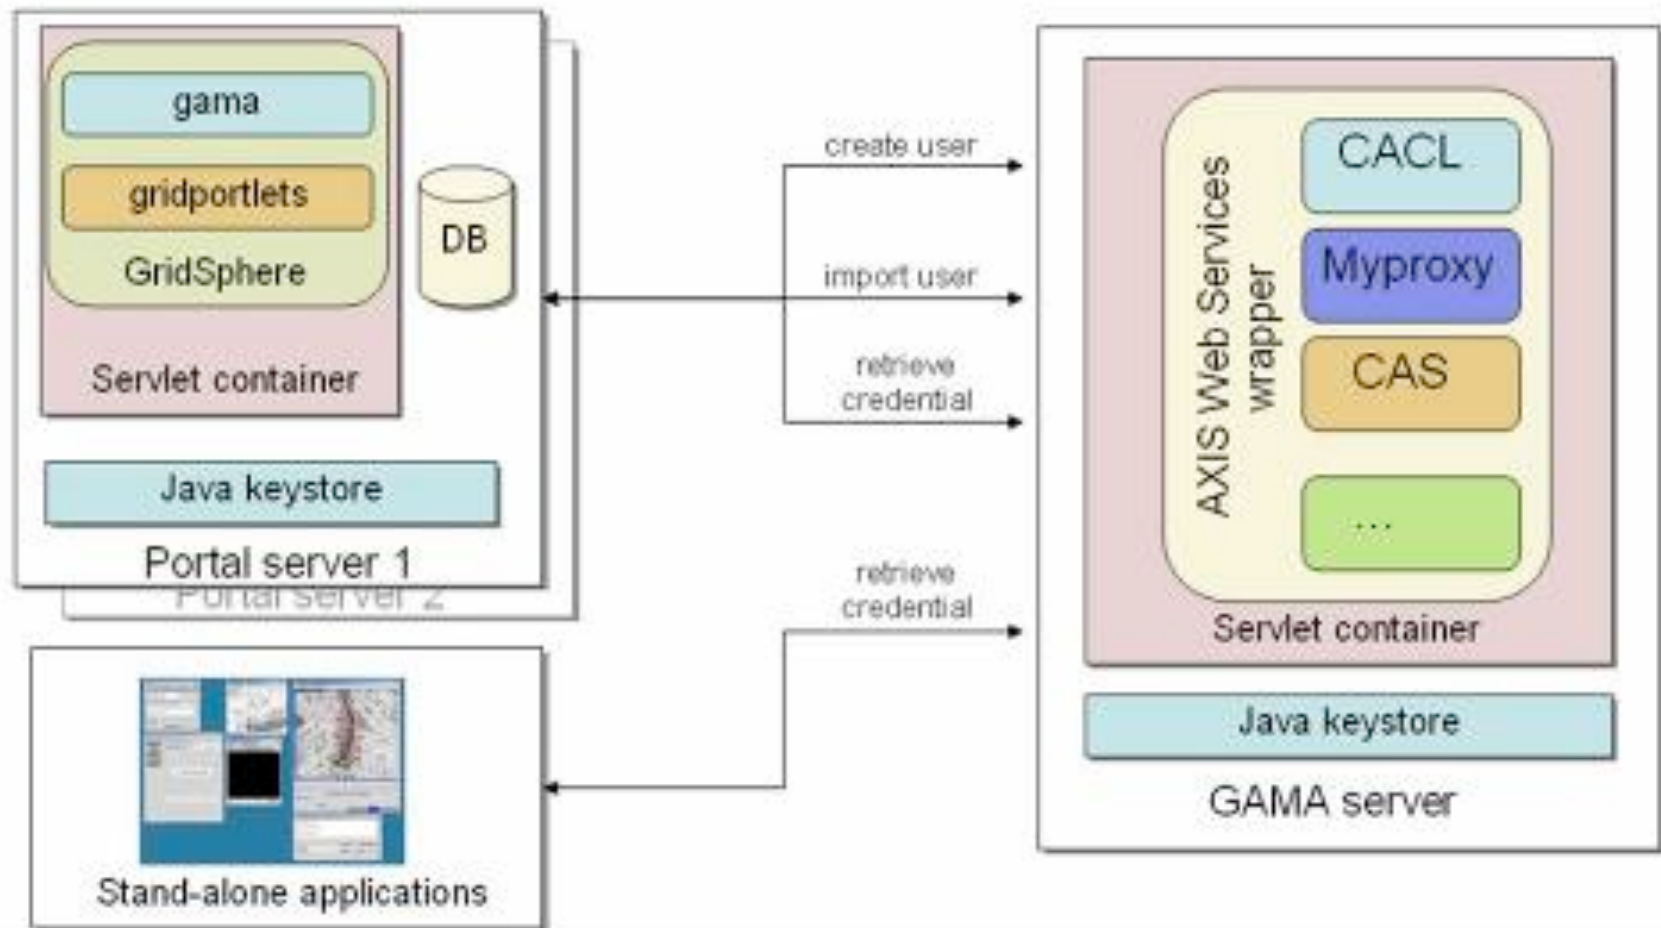 gama
gridportlets
GridSphere
Servlet container
DB
Java keystore
Portal server 1
Portal server 2
Stand-alone applications
create user
import user
retrieve
credential
retrieve
credential
AXIS Web Services
wrapper
CACL
Myproxy
CAS
...
Servlet container
Java keystore
GAMA server